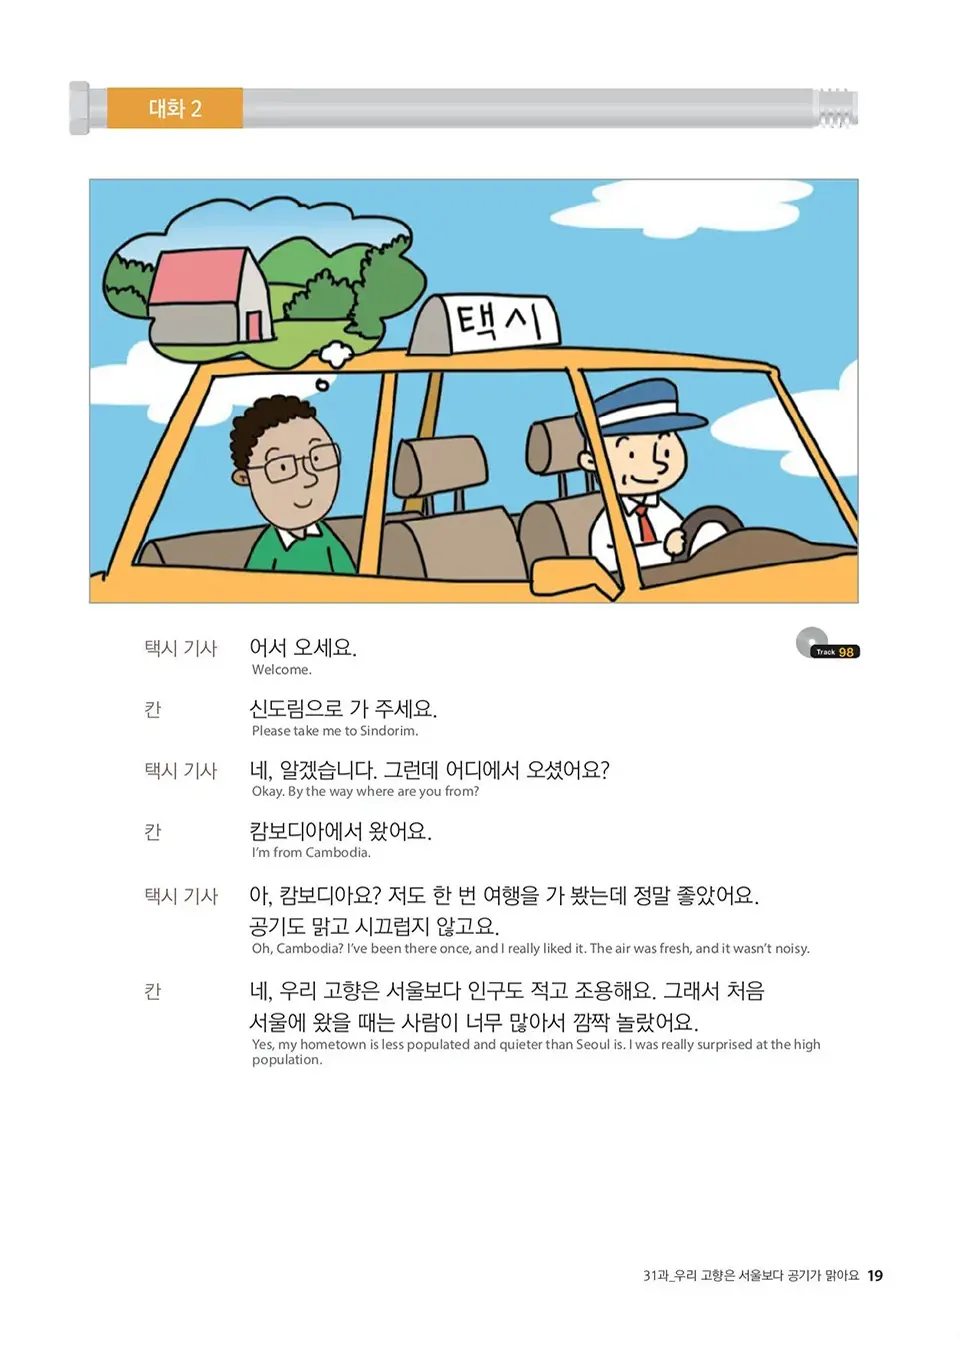 대화 2
택시
택시 기사 어서 오세요.
Welcome.
Track 98
칸 신도림으로 가 주세요.
Please take me to Sindorim.
택시 기사 네, 알겠습니다. 그런데 어디에서 오셨어요?
Okay. By the way where are you from?
칸 캄보디아에서 왔어요.
I'm from Cambodia.
택시 기사 아, 캄보디아요? 저도 한 번 여행을 가 봤는데 정말 좋았어요.
공기도 맑고 시끄럽지 않고요.
Oh, Cambodia? I've been there once, and I really liked it. The air was fresh, and it wasn't noisy.
칸 네, 우리 고향은 서울보다 인구도 적고 조용해요. 그래서 처음
서울에 왔을 때는 사람이 너무 많아서 깜짝 놀랐어요.
Yes, my hometown is less populated and quieter than Seoul is. I was really surprised at the high
population.
31과_우리 고향은 서울보다 공기가 맑아요 19